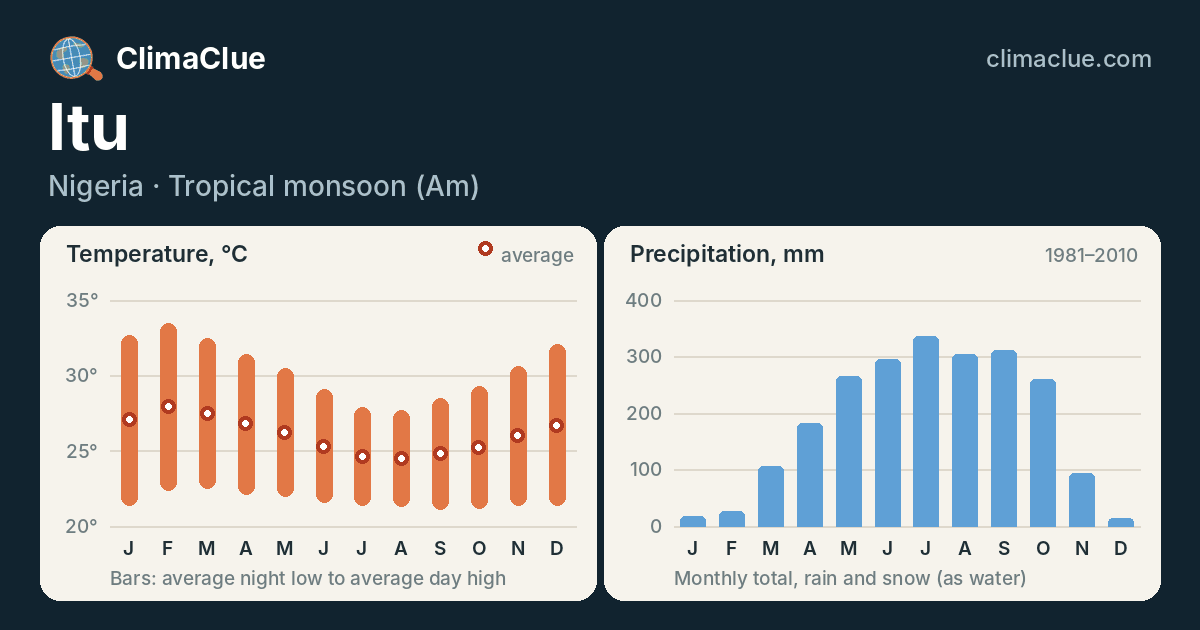 ClimaClue
climaclue.com
Itu
Nigeria · Tropical monsoon (Am)
Temperature, °C
average
35°
30°
25°
20°
J F M A M J J A S O N D
Bars: average night low to average day high
Precipitation, mm
1981–2010
400
300
200
100
0
J F M A M J J A S O N D
Monthly total, rain and snow (as water)